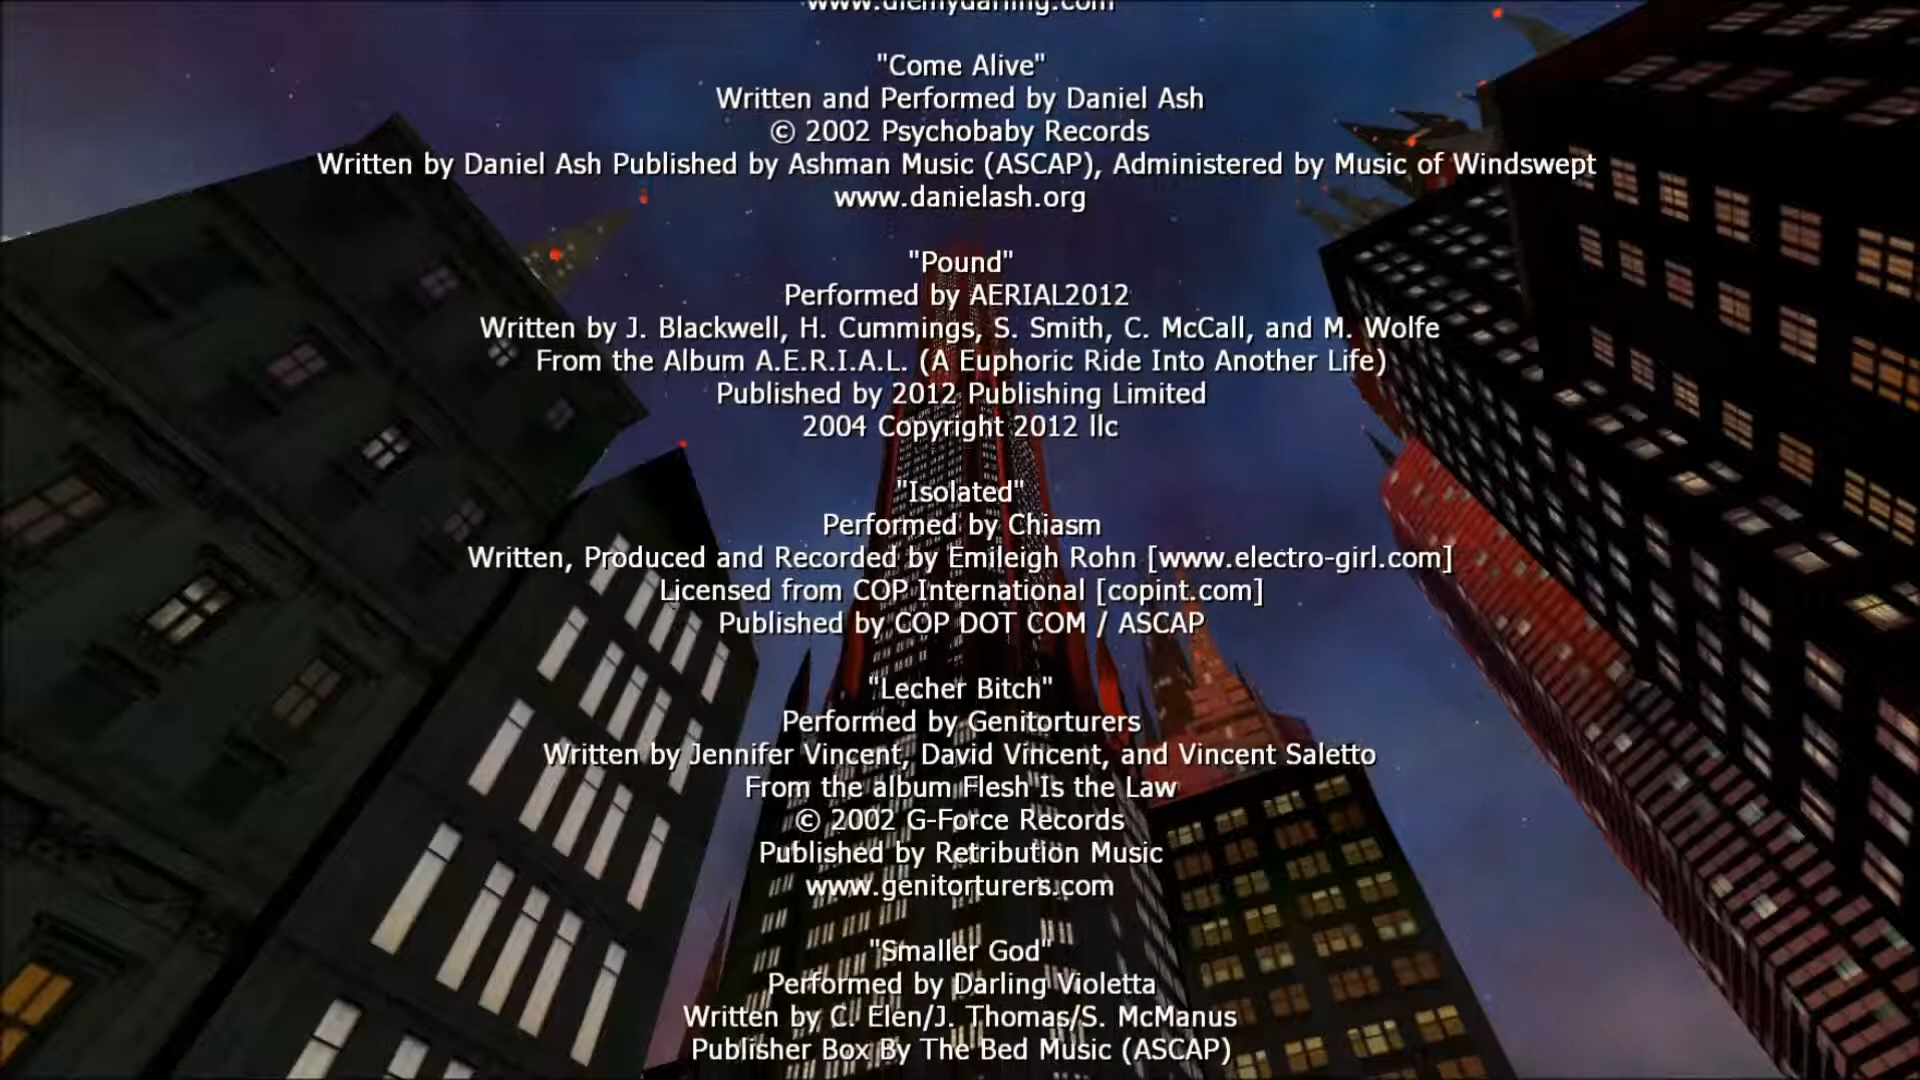 www.diemydarling.com
"Come Alive"
Written and Performed by Daniel Ash
© 2002 Psychobaby Records
Written by Daniel Ash Published by Ashman Music (ASCAP), Administered by Music of Windswept
www.danielash.org
"Pound"
Performed by AERIAL2012
Written by J. Blackwell, H. Cummings, S. Smith, C. McCall, and M. Wolfe
From the Album A.E.R.I.A.L. (A Euphoric Ride Into Another Life)
Published by 2012 Publishing Limited
2004 Copyright 2012 llc
"Isolated"
Performed by Chiasm
Written, Produced and Recorded by Emileigh Rohn [www.electro-girl.com]
Licensed from COP International [copint.com]
Published by COP DOT COM / ASCAP
"Lecher Bitch"
Performed by Genitorturers
Written by Jennifer Vincent, David Vincent, and Vincent Saletto
From the album Flesh Is the Law
© 2002 G-Force Records
Published by Retribution Music
www.genitorturers.com
"Smaller God"
Performed by Darling Violetta
Written by C. Elen/J. Thomas/S. McManus
Publisher Box By The Bed Music (ASCAP)